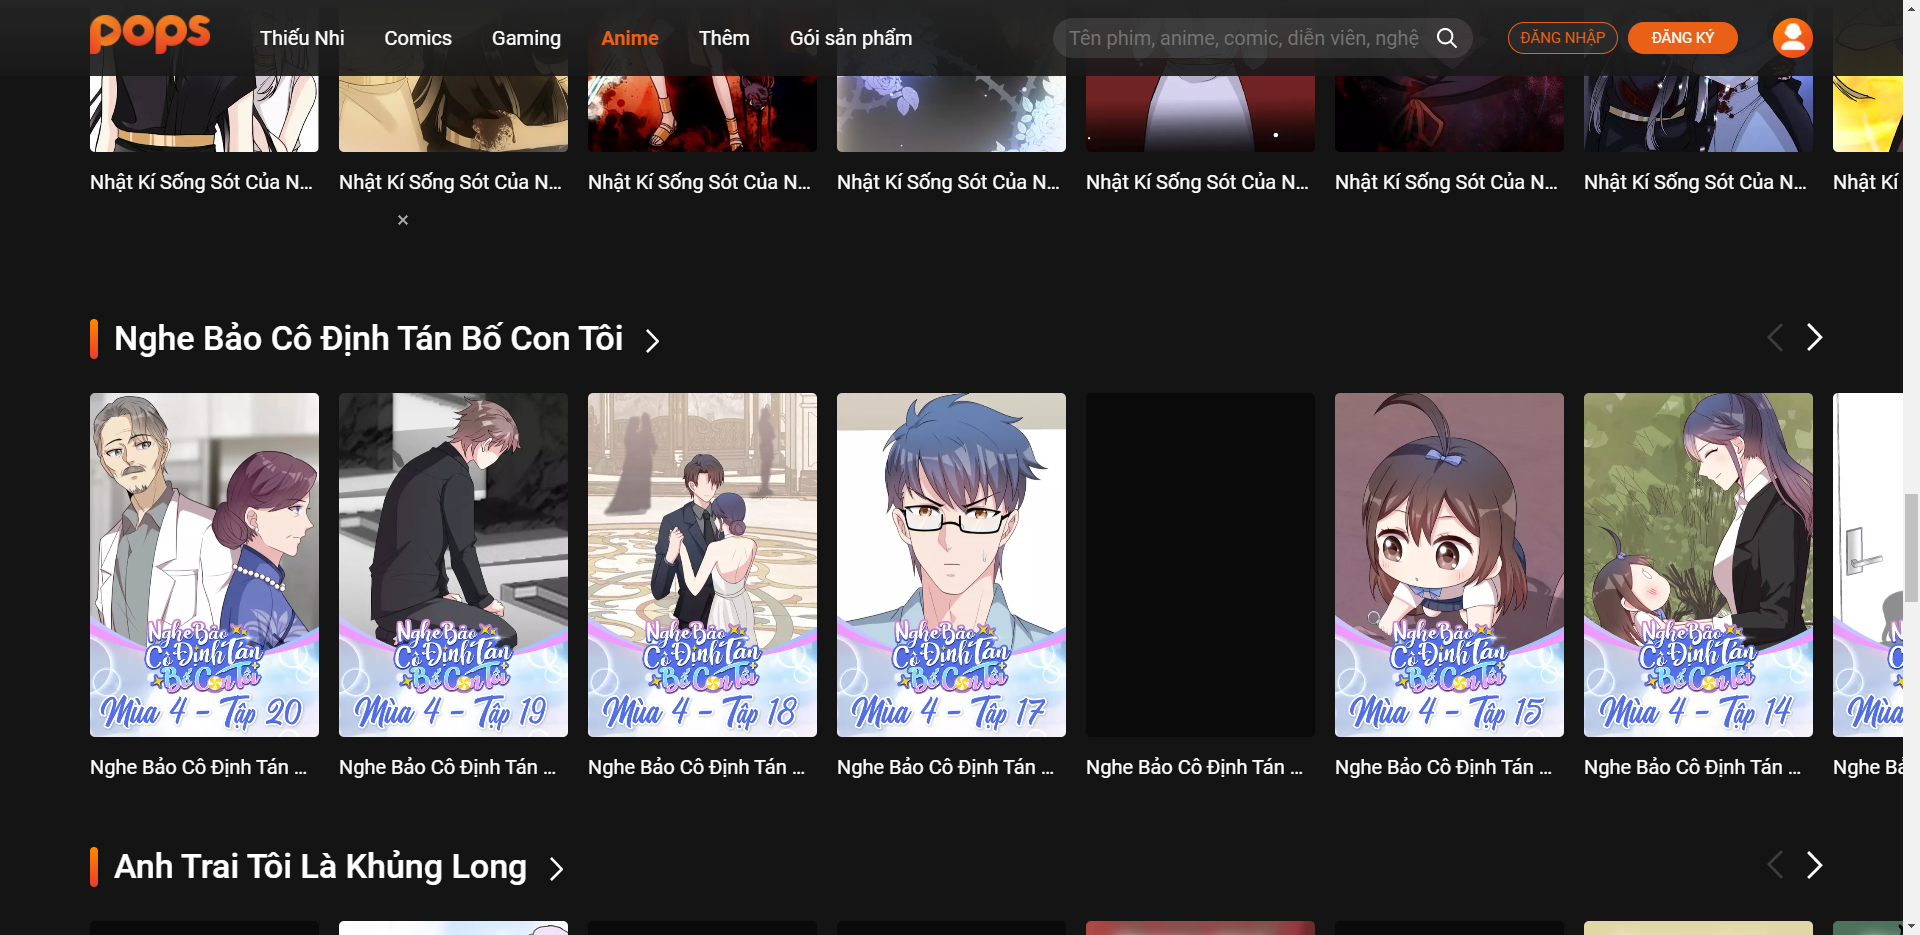 POPS
Thiếu Nhi
Comics
Gaming
Anime
Thêm
Gói sản phẩm
Tên phim, anime, comic, diễn viên, nghệ
ĐĂNG NHẬP
ĐĂNG KÝ
Nhật Kí Sống Sót Của N...
Nhật Kí Sống Sót Của N...
Nhật Kí Sống Sót Của N...
Nhật Kí Sống Sót Của N...
Nhật Kí Sống Sót Của N...
Nhật Kí Sống Sót Của N...
Nhật Kí Sống Sót Của N...
Nhật Kí
Nghe Bảo Cô Định Tán Bố Con Tôi
Nghe Bảo
Cô Định Tán
Bố Con Tôi
Mùa 4 - Tập 20
Nghe Bảo
Cô Định Tán
Bố Con Tôi
Mùa 4 - Tập 19
Nghe Bảo
Cô Định Tán
Bố Con Tôi
Mùa 4 - Tập 18
Nghe Bảo
Cô Định Tán
Bố Con Tôi
Mùa 4 - Tập 17
Nghe Bảo
Cô Định Tán
Bố Con Tôi
Mùa 4 - Tập 15
Nghe Bảo
Cô Định Tán
Bố Con Tôi
Mùa 4 - Tập 14
Mùa
Nghe Bảo Cô Định Tán ...
Nghe Bảo Cô Định Tán ...
Nghe Bảo Cô Định Tán ...
Nghe Bảo Cô Định Tán ...
Nghe Bảo Cô Định Tán ...
Nghe Bảo Cô Định Tán ...
Nghe Bảo Cô Định Tán ...
Nghe Bả
Anh Trai Tôi Là Khủng Long